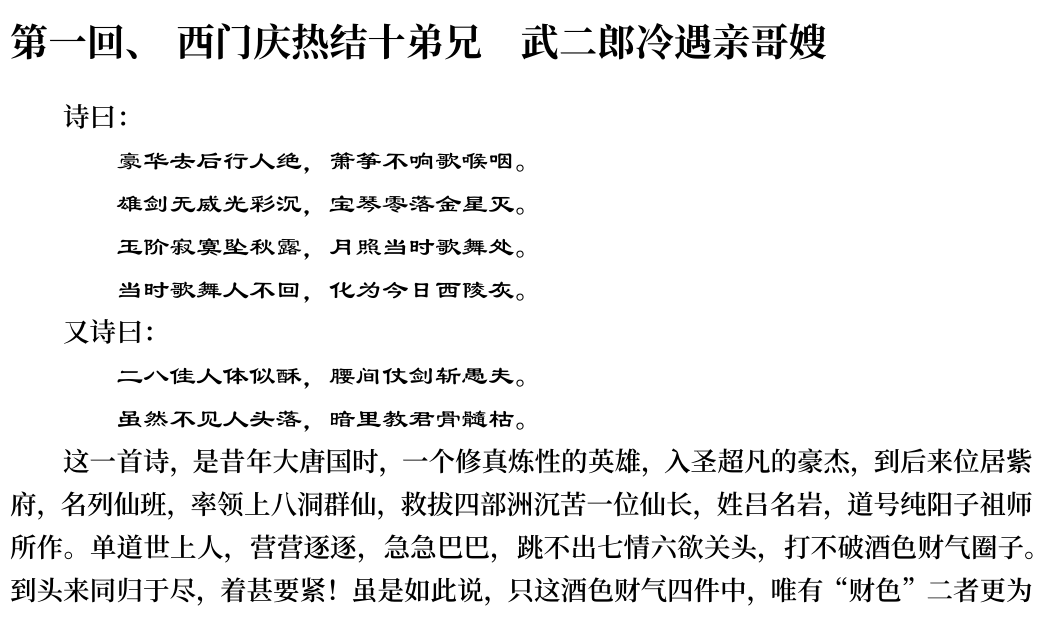 第一回、 西门庆热结十弟兄　武二郎冷遇亲哥嫂
诗曰：
豪华去后行人绝，萧筝不响歌喉咽。
雄剑无威光彩沉，宝琴零落金星灭。
玉阶寂寞坠秋露，月照当时歌舞处。
当时歌舞人不回，化为今日西陵灰。
又诗曰：
二八佳人体似酥，腰间仗剑斩愚夫。
虽然不见人头落，暗里教君骨髓枯。
这一首诗，是昔年大唐国时，一个修真炼性的英雄，入圣超凡的豪杰，到后来位居紫
府，名列仙班，率领上八洞群仙，救拔四部洲沉苦一位仙长，姓吕名岩，道号纯阳子祖师
所作。单道世上人，营营逐逐，急急巴巴，跳不出七情六欲关头，打不破酒色财气圈子。
到头来同归于尽，着甚要紧！虽是如此说，只这酒色财气四件中，唯有“财色”二者更为